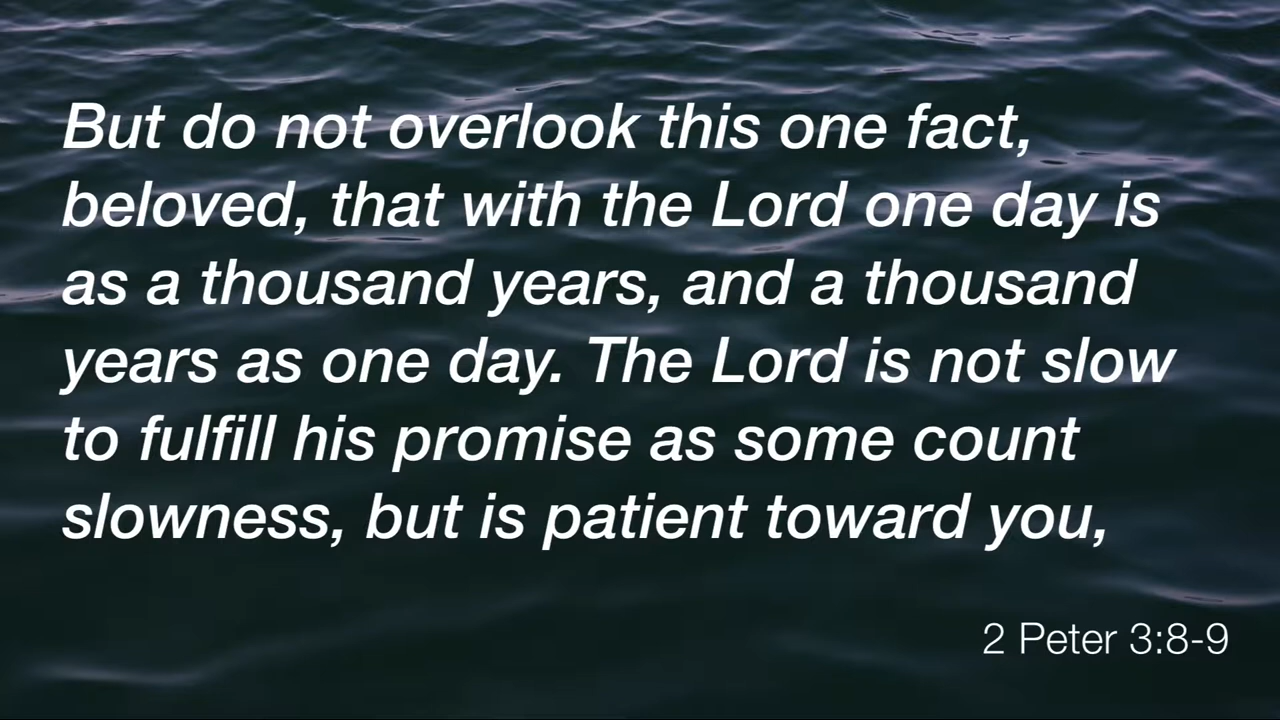 But do not overlook this one fact,
beloved, that with the Lord one day is
as a thousand years, and a thousand
years as one day. The Lord is not slow
to fulfill his promise as some count
slowness, but is patient toward you,
2 Peter 3:8-9